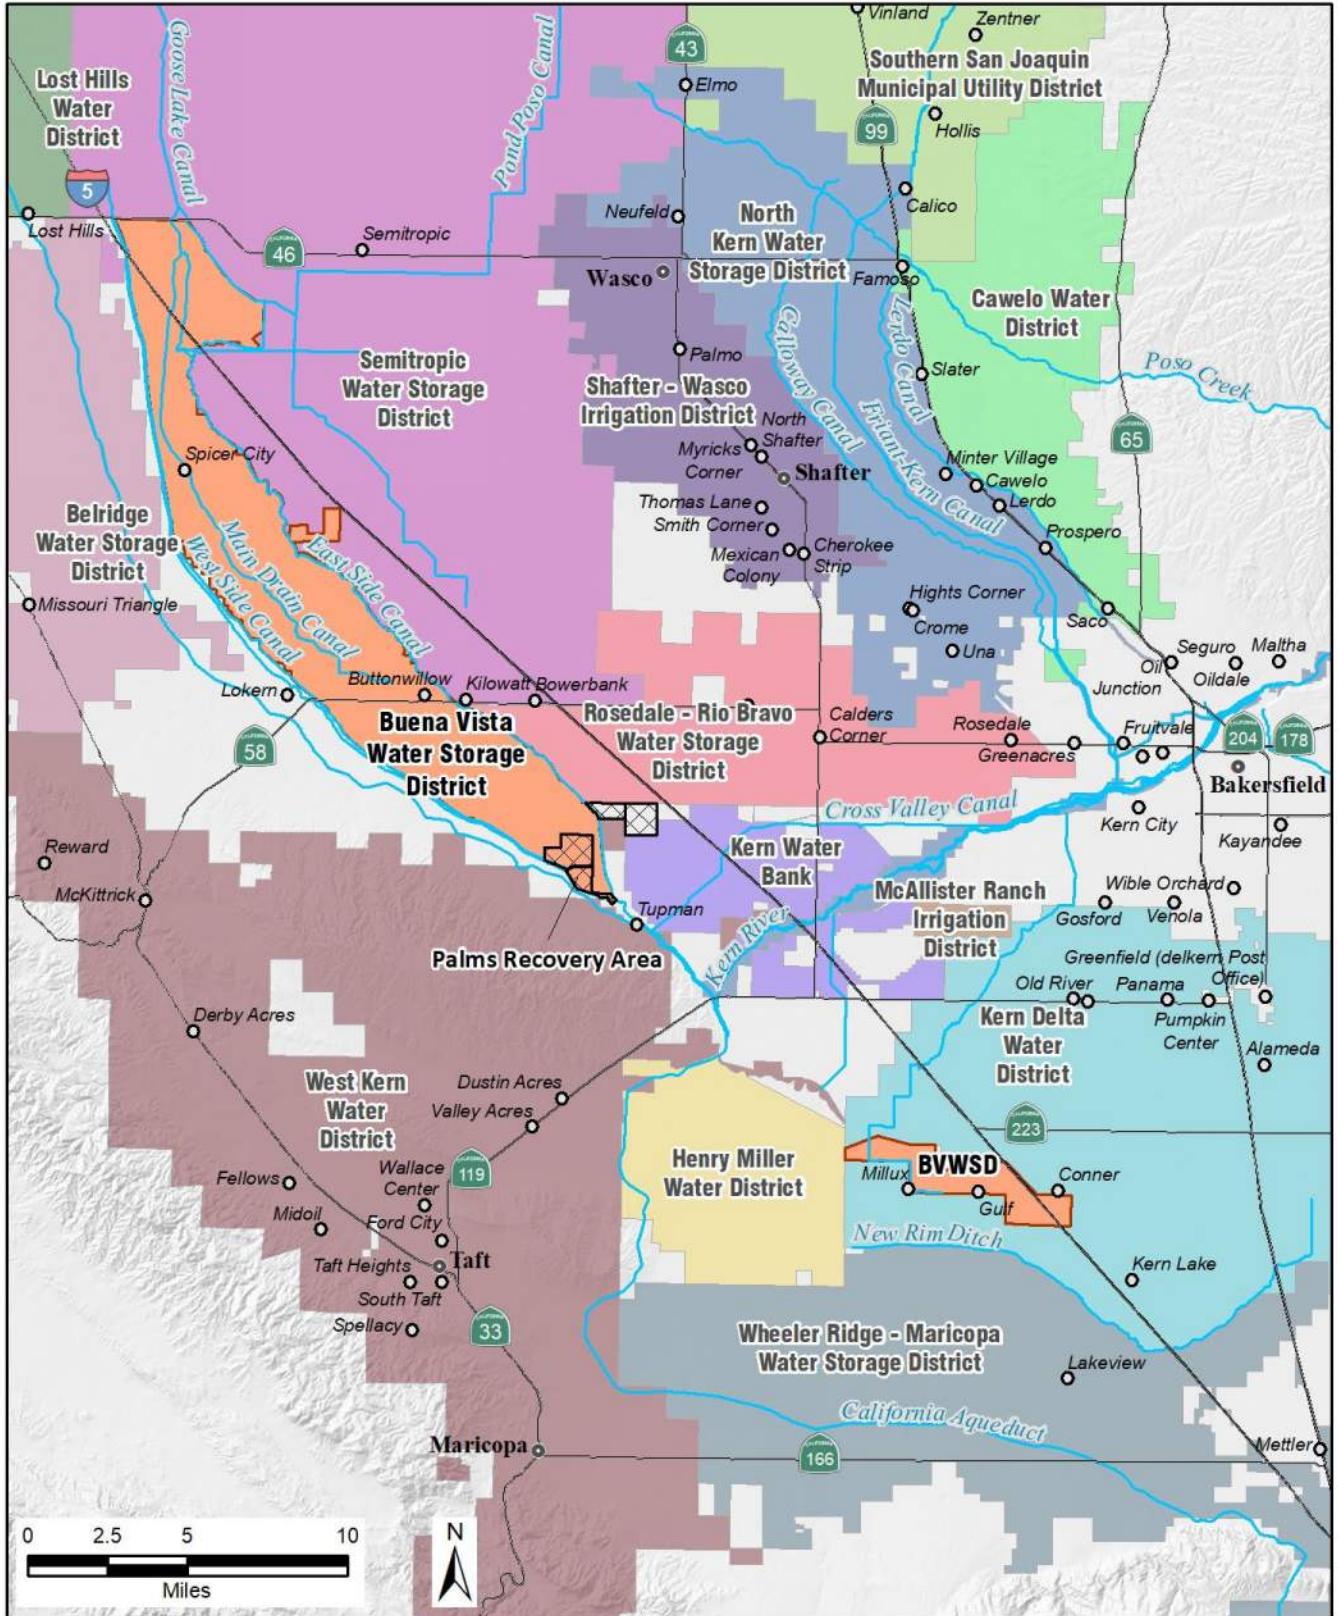 Vinland
Zentner
Southern San Joaquin
Municipal Utility District
CALIFORNIA
43
Elmo
Lost Hills
Water
District
Goose Lake Canal
Pond Poso Canal
CALIFORNIA
99
Hollis
5
Neufeld
North
Kern Water
Storage District
Calico
Lost Hills
CALIFORNIA
46
Semitropic
Wasco
Famoso
Cawelo Water
District
Lerdo Canal
Calloway Canal
Friant-Kern Canal
Semitropic
Water Storage
District
Palmo
Slater
Poso Creek
Shafter - Wasco
Irrigation District
North
Shafter
Myricks
Corner
Shafter
CALIFORNIA
65
Minter Village
Cawelo
Lerdo
Spicer City
Thomas Lane
Smith Corner
Mexican
Colony
Cherokee
Strip
Prospero
Belridge
Water Storage
District
West Side Canal
Main Drain Canal
East Side Canal
Missouri Triangle
Hights Corner
Crome
Saco
Una
Oil
Junction
Seguro
Oildale
Maltha
Lokern
Buttonwillow
Kilowatt
Bowerbank
Rosedale - Rio Bravo
Water Storage
District
Calders
Corner
Rosedale
Greenacres
Fruitvale
CALIFORNIA
204
CALIFORNIA
178
Buena Vista
Water Storage
District
CALIFORNIA
58
Bakersfield
Cross Valley Canal
Kern City
Kayandee
Reward
Kern Water
Bank
McKittrick
McAllister Ranch
Irrigation
District
Wible Orchard
Gosford
Venola
Tupman
Kern River
Palms Recovery Area
Greenfield (delkern Post
Office)
Old River
Panama
Pumpkin
Center
Derby Acres
Kern Delta
Water
District
Alameda
West Kern
Water
District
Dustin Acres
Valley Acres
CALIFORNIA
223
Henry Miller
Water District
Millux
BVWSD
Conner
Gulf
Fellows
Wallace
Center
CALIFORNIA
119
Midoil
Ford City
New Rim Ditch
Taft Heights
Taft
South Taft
Kern Lake
Spellacy
CALIFORNIA
33
Wheeler Ridge - Maricopa
Water Storage District
Lakeview
California Aqueduct
Maricopa
CALIFORNIA
166
Mettler
0 2.5 5 10
Miles
N